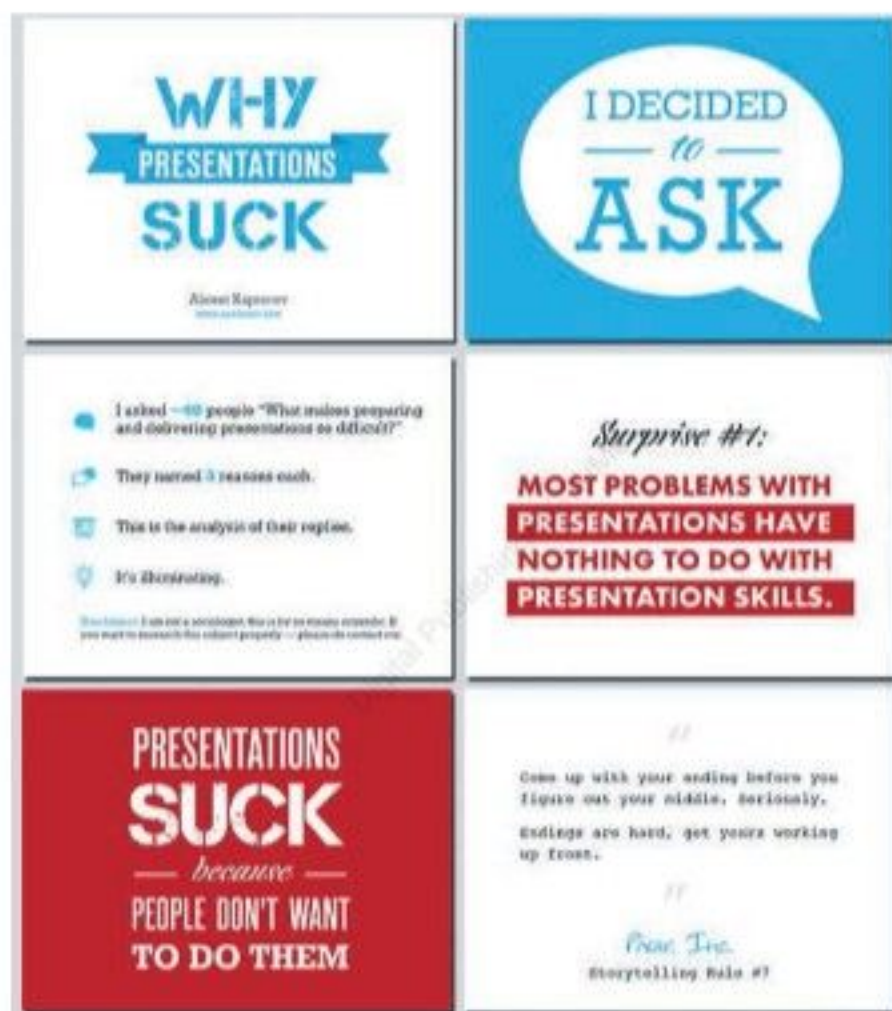 WHY
PRESENTATIONS
SUCK
I DECIDED
to
ASK
I asked ~40 people "What makes preparing
and delivering presentations so difficult?"
They named 3 reasons each.
This is the analysis of their replies.
It's illuminating.
Surprise #1:
MOST PROBLEMS WITH
PRESENTATIONS HAVE
NOTHING TO DO WITH
PRESENTATION SKILLS.
PRESENTATIONS
SUCK
because
PEOPLE DON'T WANT
TO DO THEM
"
Come up with your ending before you
figure out your middle. Seriously.
Endings are hard, get yours working
up front.
"
Pixar, Inc.
Storytelling Rule #7
Digital Publishing